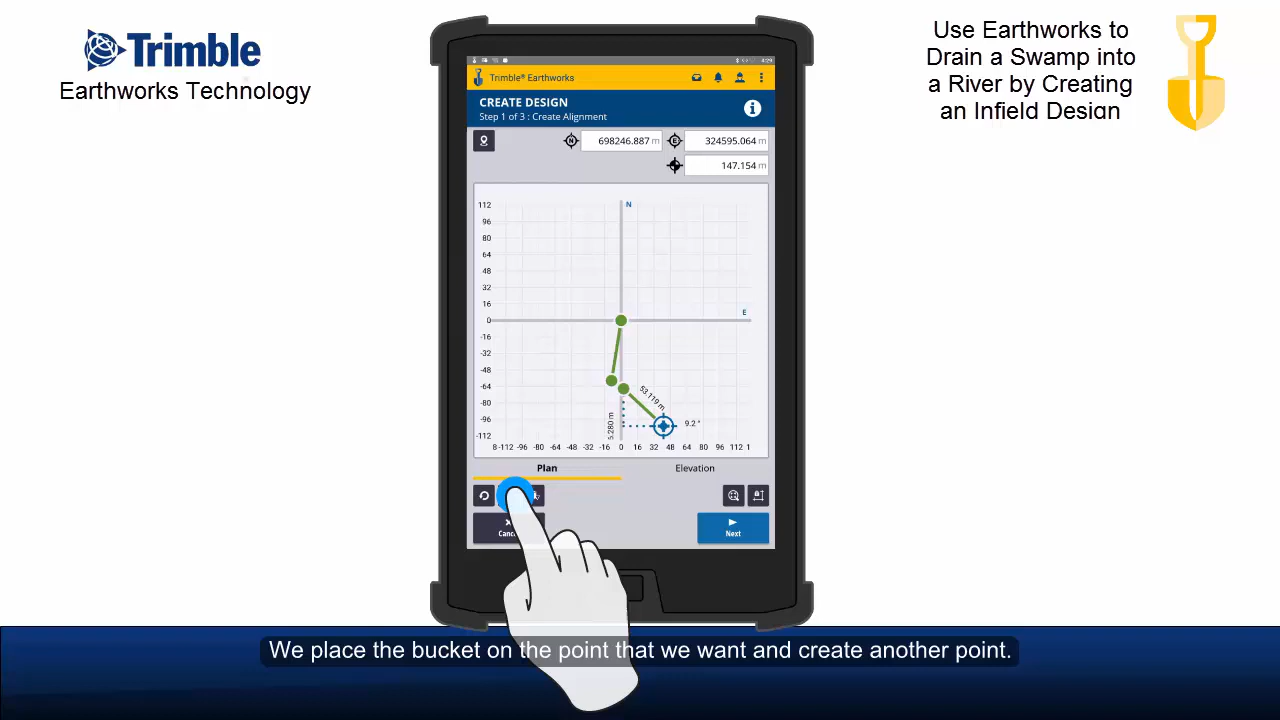 Trimble
Earthworks Technology
Use Earthworks to
Drain a Swamp into
a River by Creating
an Infield Design
4:29
Trimble® Earthworks
CREATE DESIGN
Step 1 of 3 : Create Alignment
N 698246.887 m
E 324595.064 m
147.154 m
N
E
112
96
80
64
48
32
16
0
-16
-32
-48
-64
-80
-96
-112
53.119 m
5.280 m
9.2 °
8 -112 -96 -80 -64 -48 -32 -16 0 16 32 48 64 80 96 112 1
Plan
Elevation
Next
We place the bucket on the point that we want and create another point.